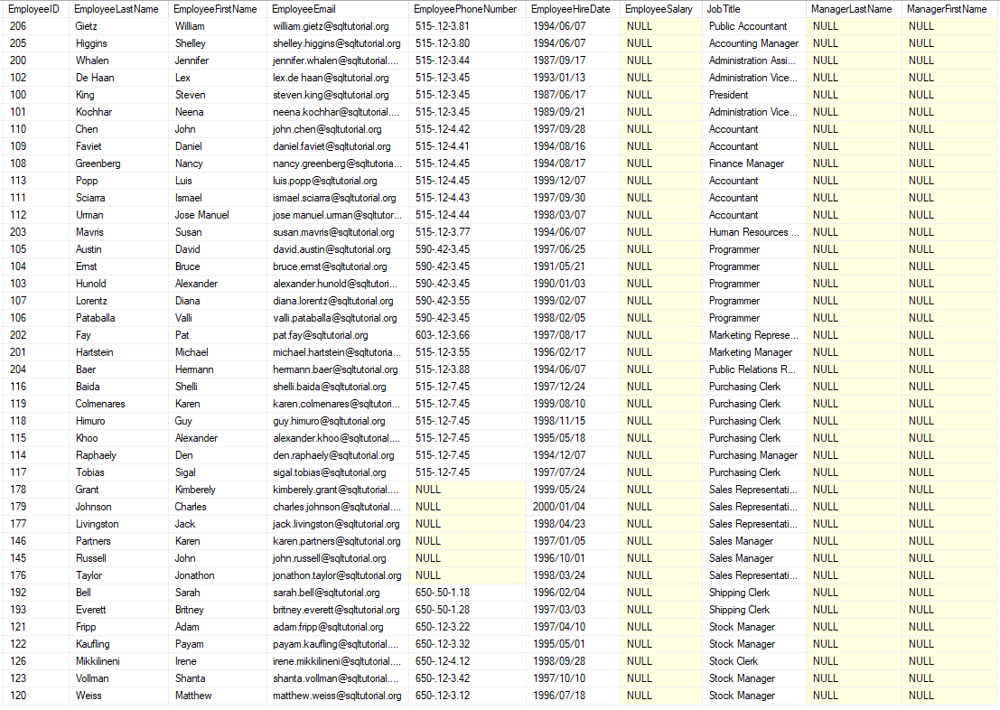 EmployeeID EmployeeLastName EmployeeFirstName EmployeeEmail EmployeePhoneNumber EmployeeHireDate EmployeeSalary JobTitle ManagerLastName ManagerFirstName
206 Gietz William william.gietz@sqltutorial.org 515-.12-3.81 1994/06/07 NULL Public Accountant NULL NULL
205 Higgins Shelley shelley.higgins@sqltutorial.org 515-.12-3.80 1994/06/07 NULL Accounting Manager NULL NULL
200 Whalen Jennifer jennifer.whalen@sqltutorial.... 515-.12-3.44 1987/09/17 NULL Administration Assi... NULL NULL
102 De Haan Lex lex.de haan@sqltutorial.org 515-.12-3.45 1993/01/13 NULL Administration Vice... NULL NULL
100 King Steven steven.king@sqltutorial.org 515-.12-3.45 1987/06/17 NULL President NULL NULL
101 Kochhar Neena neena.kochhar@sqltutorial.... 515-.12-3.45 1989/09/21 NULL Administration Vice... NULL NULL
110 Chen John john.chen@sqltutorial.org 515-.12-4.42 1997/09/28 NULL Accountant NULL NULL
109 Faviet Daniel daniel.faviet@sqltutorial.org 515-.12-4.41 1994/08/16 NULL Accountant NULL NULL
108 Greenberg Nancy nancy.greenberg@sqltutoria... 515-.12-4.45 1994/08/17 NULL Finance Manager NULL NULL
113 Popp Luis luis.popp@sqltutorial.org 515-.12-4.45 1999/12/07 NULL Accountant NULL NULL
111 Sciarra Ismael ismael.sciarra@sqltutorial.org 515-.12-4.43 1997/09/30 NULL Accountant NULL NULL
112 Urman Jose Manuel jose manuel.urman@sqltutor... 515-.12-4.44 1998/03/07 NULL Accountant NULL NULL
203 Mavris Susan susan.mavris@sqltutorial.org 515-.12-3.77 1994/06/07 NULL Human Resources ... NULL NULL
105 Austin David david.austin@sqltutorial.org 590-.42-3.45 1997/06/25 NULL Programmer NULL NULL
104 Ernst Bruce bruce.ernst@sqltutorial.org 590-.42-3.45 1991/05/21 NULL Programmer NULL NULL
103 Hunold Alexander alexander.hunold@sqltutori... 590-.42-3.45 1990/01/03 NULL Programmer NULL NULL
107 Lorentz Diana diana.lorentz@sqltutorial.org 590-.42-3.55 1999/02/07 NULL Programmer NULL NULL
106 Pataballa Valli valli.pataballa@sqltutorial.org 590-.42-3.45 1998/02/05 NULL Programmer NULL NULL
202 Fay Pat pat.fay@sqltutorial.org 603-.12-3.66 1997/08/17 NULL Marketing Represe... NULL NULL
201 Hartstein Michael michael.hartstein@sqltutoria... 515-.12-3.55 1996/02/17 NULL Marketing Manager NULL NULL
204 Baer Hermann hermann.baer@sqltutorial.org 515-.12-3.88 1994/06/07 NULL Public Relations R... NULL NULL
116 Baida Shelli shelli.baida@sqltutorial.org 515-.12-7.45 1997/12/24 NULL Purchasing Clerk NULL NULL
119 Colmenares Karen karen.colmenares@sqltutori... 515-.12-7.45 1999/08/10 NULL Purchasing Clerk NULL NULL
118 Himuro Guy guy.himuro@sqltutorial.org 515-.12-7.45 1998/11/15 NULL Purchasing Clerk NULL NULL
115 Khoo Alexander alexander.khoo@sqltutorial.... 515-.12-7.45 1995/05/18 NULL Purchasing Clerk NULL NULL
114 Raphaely Den den.raphaely@sqltutorial.org 515-.12-7.45 1994/12/07 NULL Purchasing Manager NULL NULL
117 Tobias Sigal sigal.tobias@sqltutorial.org 515-.12-7.45 1997/07/24 NULL Purchasing Clerk NULL NULL
178 Grant Kimberely kimberely.grant@sqltutorial.... NULL 1999/05/24 NULL Sales Representati... NULL NULL
179 Johnson Charles charles.johnson@sqltutorial.... NULL 2000/01/04 NULL Sales Representati... NULL NULL
177 Livingston Jack jack.livingston@sqltutorial.org NULL 1998/04/23 NULL Sales Representati... NULL NULL
146 Partners Karen karen.partners@sqltutorial.org NULL 1997/01/05 NULL Sales Manager NULL NULL
145 Russell John john.russell@sqltutorial.org NULL 1996/10/01 NULL Sales Manager NULL NULL
176 Taylor Jonathon jonathon.taylor@sqltutorial.org NULL 1998/03/24 NULL Sales Representati... NULL NULL
192 Bell Sarah sarah.bell@sqltutorial.org 650-.50-1.18 1996/02/04 NULL Shipping Clerk NULL NULL
193 Everett Britney britney.everett@sqltutorial.org 650-.50-1.28 1997/03/03 NULL Shipping Clerk NULL NULL
121 Fripp Adam adam.fripp@sqltutorial.org 650-.12-3.22 1997/04/10 NULL Stock Manager NULL NULL
122 Kaufling Payam payam.kaufling@sqltutorial.... 650-.12-3.32 1995/05/01 NULL Stock Manager NULL NULL
126 Mikkilineni Irene irene.mikkilineni@sqltutorial.... 650-.12-4.12 1998/09/28 NULL Stock Clerk NULL NULL
123 Vollman Shanta shanta.vollman@sqltutorial.... 650-.12-3.42 1997/10/10 NULL Stock Manager NULL NULL
120 Weiss Matthew matthew.weiss@sqltutorial.org 650-.12-3.12 1996/07/18 NULL Stock Manager NULL NULL